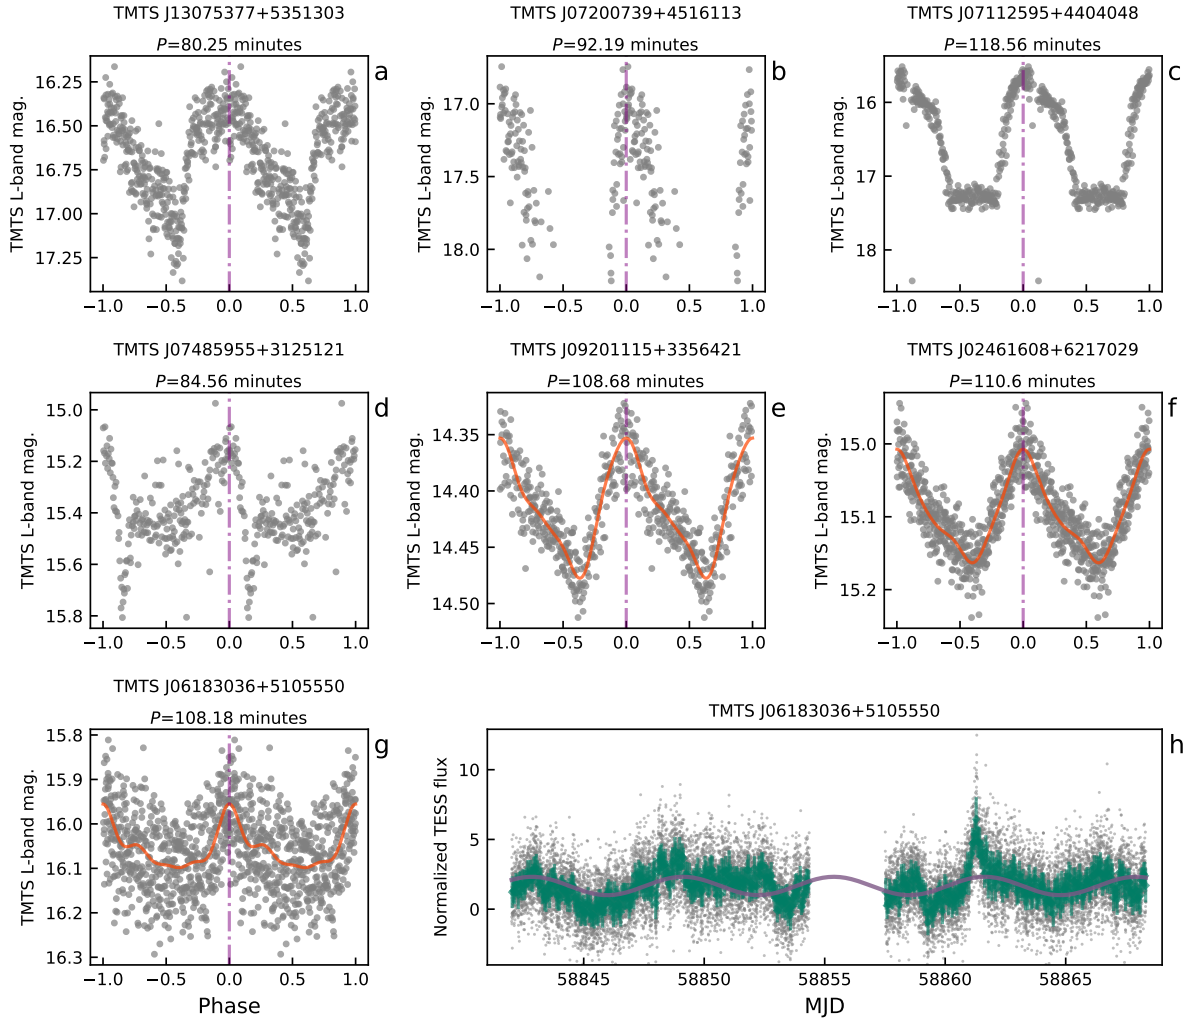 TMTS J13075377+5351303
P=80.25 minutes
a
TMTS L-band mag.
16.25
16.50
16.75
17.00
17.25
−1.0 −0.5 0.0 0.5 1.0
TMTS J07200739+4516113
P=92.19 minutes
b
TMTS L-band mag.
17.0
17.5
18.0
−1.0 −0.5 0.0 0.5 1.0
TMTS J07112595+4404048
P=118.56 minutes
c
TMTS L-band mag.
16
17
18
−1.0 −0.5 0.0 0.5 1.0
TMTS J07485955+3125121
P=84.56 minutes
d
TMTS L-band mag.
15.0
15.2
15.4
15.6
15.8
−1.0 −0.5 0.0 0.5 1.0
TMTS J09201115+3356421
P=108.68 minutes
e
TMTS L-band mag.
14.35
14.40
14.45
14.50
−1.0 −0.5 0.0 0.5 1.0
TMTS J02461608+6217029
P=110.6 minutes
f
TMTS L-band mag.
15.0
15.1
15.2
−1.0 −0.5 0.0 0.5 1.0
TMTS J06183036+5105550
P=108.18 minutes
g
TMTS L-band mag.
15.8
15.9
16.0
16.1
16.2
16.3
−1.0 −0.5 0.0 0.5 1.0
Phase
TMTS J06183036+5105550
h
Normalized TESS flux
10
5
0
58845 58850 58855 58860 58865
MJD